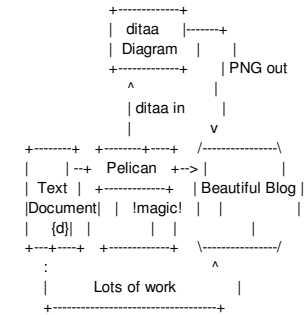 +-------------+
| ditaa |-------+
| Diagram | |
+-------------+ | PNG out
^ |
| ditaa in |
| v
+--------+ +--------+----+ /----------------\
| | --+ Pelican +--> | |
| Text | +-------------+ | Beautiful Blog |
|Document| | !magic! | | |
| {d}| | | | |
+---+----+ +-------------+ \----------------/
: ^
| Lots of work |
+-----------------------------------+